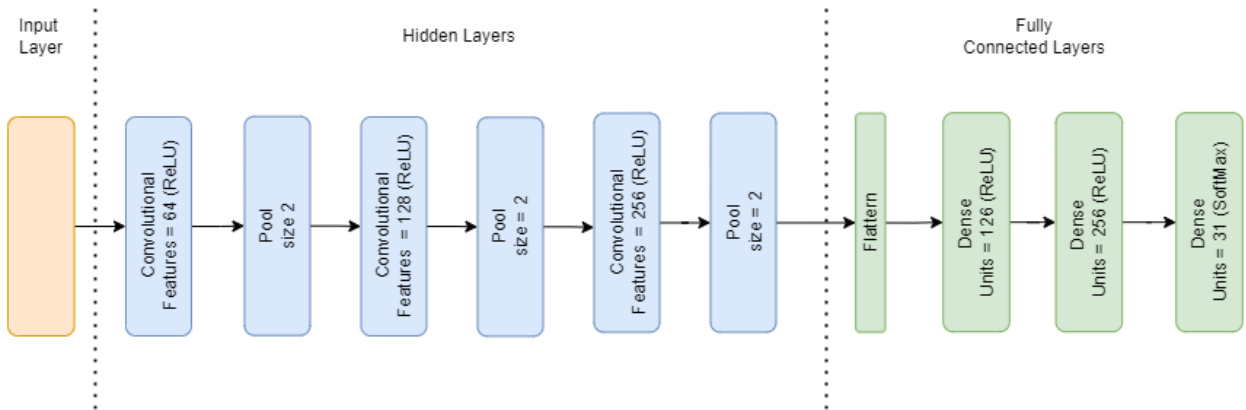 Input
Layer
Hidden Layers
Fully
Connected Layers
Convolutional
Features = 64 (ReLU)
Pool
size 2
Convolutional
Features = 128 (ReLU)
Pool
size = 2
Convolutional
Features = 256 (ReLU)
Pool
size = 2
Flattern
Dense
Units = 126 (ReLU)
Dense
Units = 256 (ReLU)
Dense
Units = 31 (SoftMax)